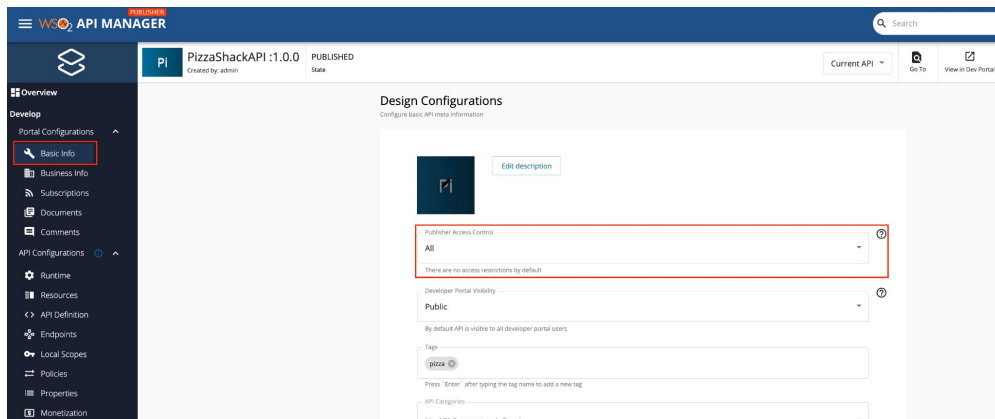 PUBLISHER
WSO2 API MANAGER
Search
Pi
PizzaShackAPI :1.0.0
Created by: admin
PUBLISHED
State
Current API
Go To
View in Dev Portal
Overview
Develop
Portal Configurations
Basic Info
Business Info
Subscriptions
Documents
Comments
API Configurations
Runtime
Resources
API Definition
Endpoints
Local Scopes
Policies
Properties
Monetization
Design Configurations
Configure basic API meta information
Pi
Edit description
Publisher Access Control
All
There are no access restrictions by default
Developer Portal Visibility
Public
By default API is visible to all developer portal users
Tags
pizza
Press `Enter` after typing the tag name to add a new tag
API Categories